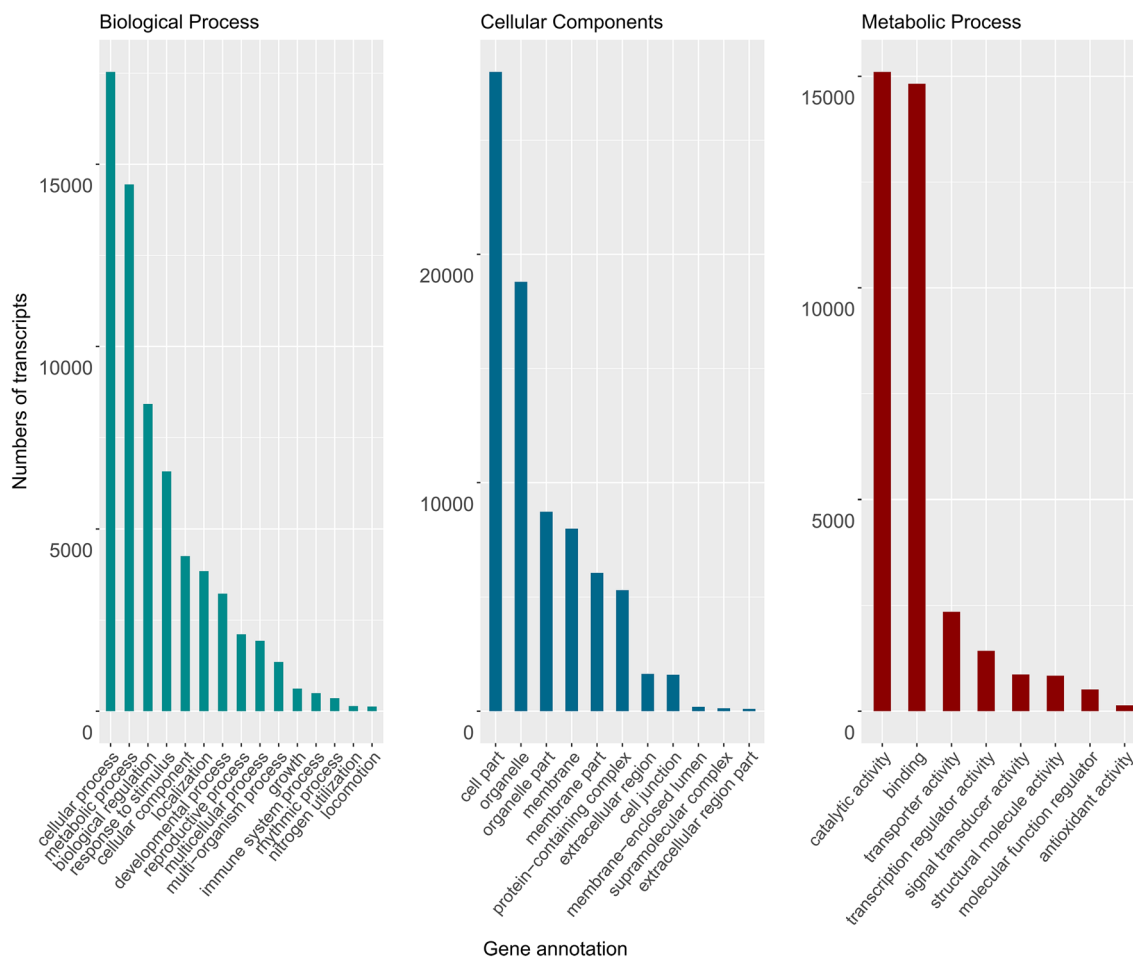 Biological Process
Cellular Components
Metabolic Process
Numbers of transcripts
15000
10000
5000
0
cellular process
metabolic process
biological regulation
response to stimulus
cellular component
localization
developmental process
reproductive process
multicellular process
multi−organism process
growth
immune system process
rhythmic process
nitrogen utilization
locomotion
20000
10000
0
cell part
organelle
organelle part
membrane
membrane part
protein−containing complex
extracellular region
cell junction
membrane−enclosed lumen
supramolecular complex
extracellular region part
15000
10000
5000
0
catalytic activity
binding
transporter activity
transcription regulator activity
signal transducer activity
structural molecule activity
molecular function regulator
antioxidant activity
Gene annotation